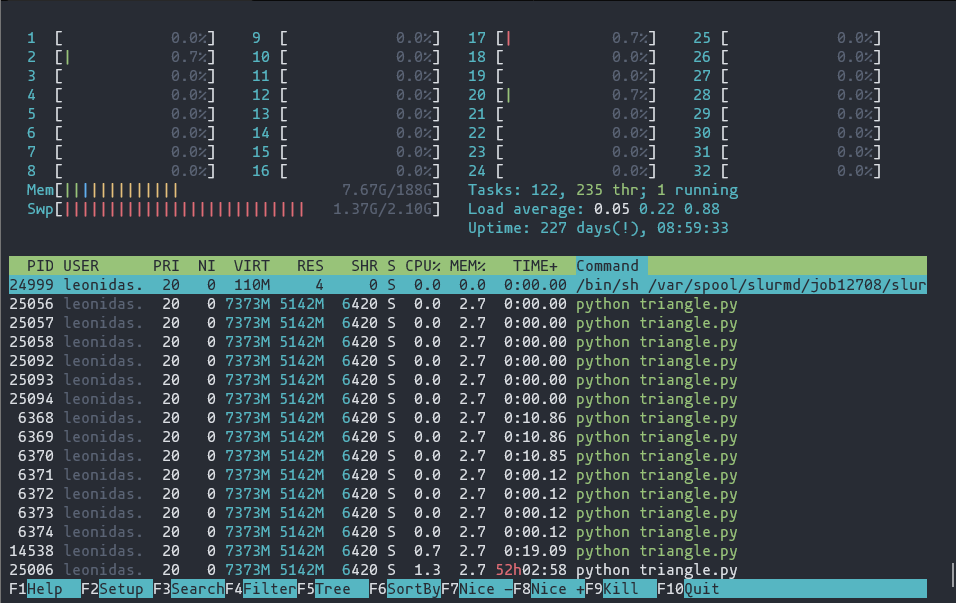 1 [ 0.0%] 9 [ 0.0%] 17 [| 0.7%] 25 [ 0.0%]
2 [| 0.7%] 10 [ 0.0%] 18 [ 0.0%] 26 [ 0.0%]
3 [ 0.0%] 11 [ 0.0%] 19 [ 0.0%] 27 [ 0.0%]
4 [ 0.0%] 12 [ 0.0%] 20 [| 0.7%] 28 [ 0.0%]
5 [ 0.0%] 13 [ 0.0%] 21 [ 0.0%] 29 [ 0.0%]
6 [ 0.0%] 14 [ 0.0%] 22 [ 0.0%] 30 [ 0.0%]
7 [ 0.0%] 15 [ 0.0%] 23 [ 0.0%] 31 [ 0.0%]
8 [ 0.0%] 16 [ 0.0%] 24 [ 0.0%] 32 [ 0.0%]
Mem[||||||||||||| 7.67G/188G] Tasks: 122, 235 thr; 1 running
Swp[||||||||||||||||||||||||||| 1.37G/2.10G] Load average: 0.05 0.22 0.88
Uptime: 227 days(!), 08:59:33
PID USER PRI NI VIRT RES SHR S CPU% MEM% TIME+ Command
24999 leonidas. 20 0 110M 4 0 S 0.0 0.0 0:00.00 /bin/sh /var/spool/slurmd/job12708/slur
25056 leonidas. 20 0 7373M 5142M 6420 S 0.0 2.7 0:00.00 python triangle.py
25057 leonidas. 20 0 7373M 5142M 6420 S 0.0 2.7 0:00.00 python triangle.py
25058 leonidas. 20 0 7373M 5142M 6420 S 0.0 2.7 0:00.00 python triangle.py
25092 leonidas. 20 0 7373M 5142M 6420 S 0.0 2.7 0:00.00 python triangle.py
25093 leonidas. 20 0 7373M 5142M 6420 S 0.0 2.7 0:00.00 python triangle.py
25094 leonidas. 20 0 7373M 5142M 6420 S 0.0 2.7 0:00.00 python triangle.py
6368 leonidas. 20 0 7373M 5142M 6420 S 0.0 2.7 0:10.86 python triangle.py
6369 leonidas. 20 0 7373M 5142M 6420 S 0.0 2.7 0:10.86 python triangle.py
6370 leonidas. 20 0 7373M 5142M 6420 S 0.0 2.7 0:10.85 python triangle.py
6371 leonidas. 20 0 7373M 5142M 6420 S 0.0 2.7 0:00.12 python triangle.py
6372 leonidas. 20 0 7373M 5142M 6420 S 0.0 2.7 0:00.12 python triangle.py
6373 leonidas. 20 0 7373M 5142M 6420 S 0.0 2.7 0:00.12 python triangle.py
6374 leonidas. 20 0 7373M 5142M 6420 S 0.0 2.7 0:00.12 python triangle.py
14538 leonidas. 20 0 7373M 5142M 6420 S 0.7 2.7 0:19.09 python triangle.py
25006 leonidas. 20 0 7373M 5142M 6420 S 1.3 2.7 52h02:58 python triangle.py
F1Help F2Setup F3SearchF4FilterF5Tree F6SortByF7Nice -F8Nice +F9Kill F10Quit